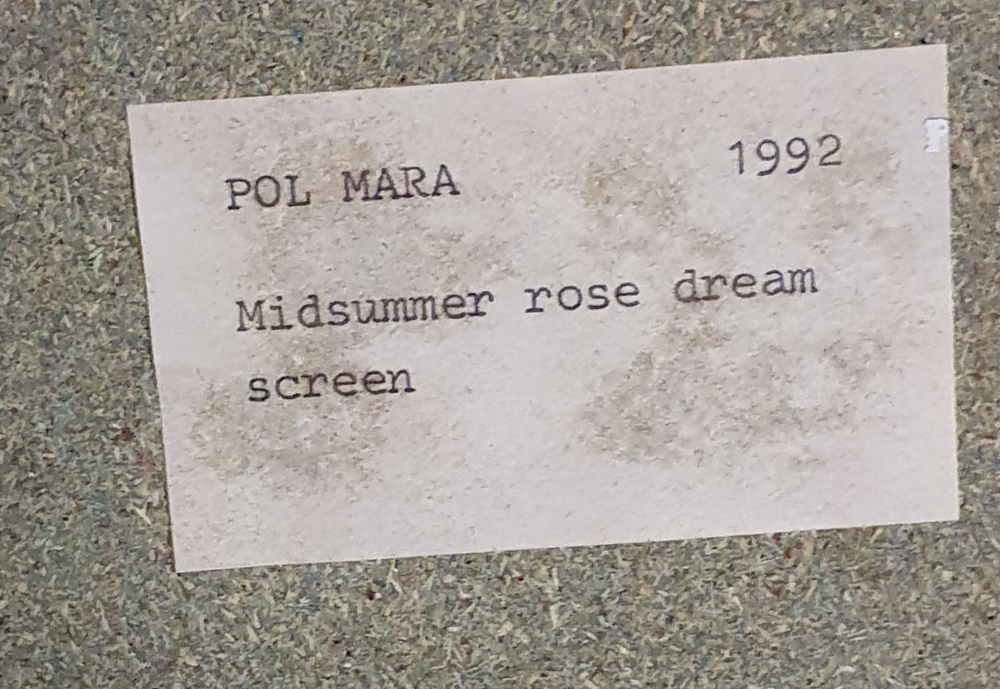 POL MARA 1992
Midsummer rose dream
screen